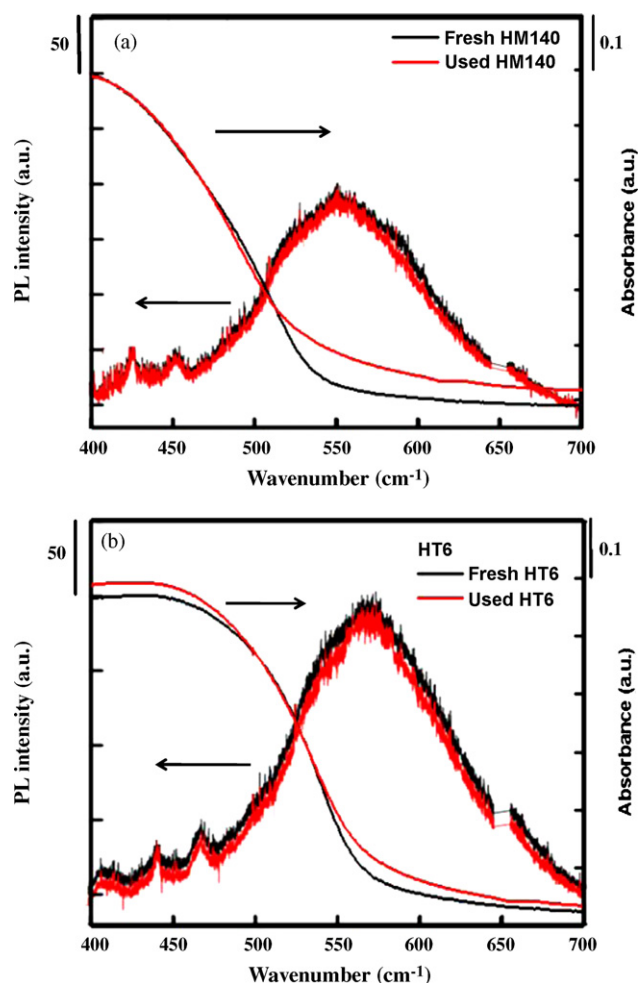 50
(a)
Fresh HM140
Used HM140
0.1
PL intensity (a.u.)
Absorbance (a.u.)
400 450 500 550 600 650 700
Wavenumber (cm⁻¹)
50
(b)
HT6
Fresh HT6
Used HT6
0.1
PL intensity (a.u.)
Absorbance (a.u.)
400 450 500 550 600 650 700
Wavenumber (cm⁻¹)